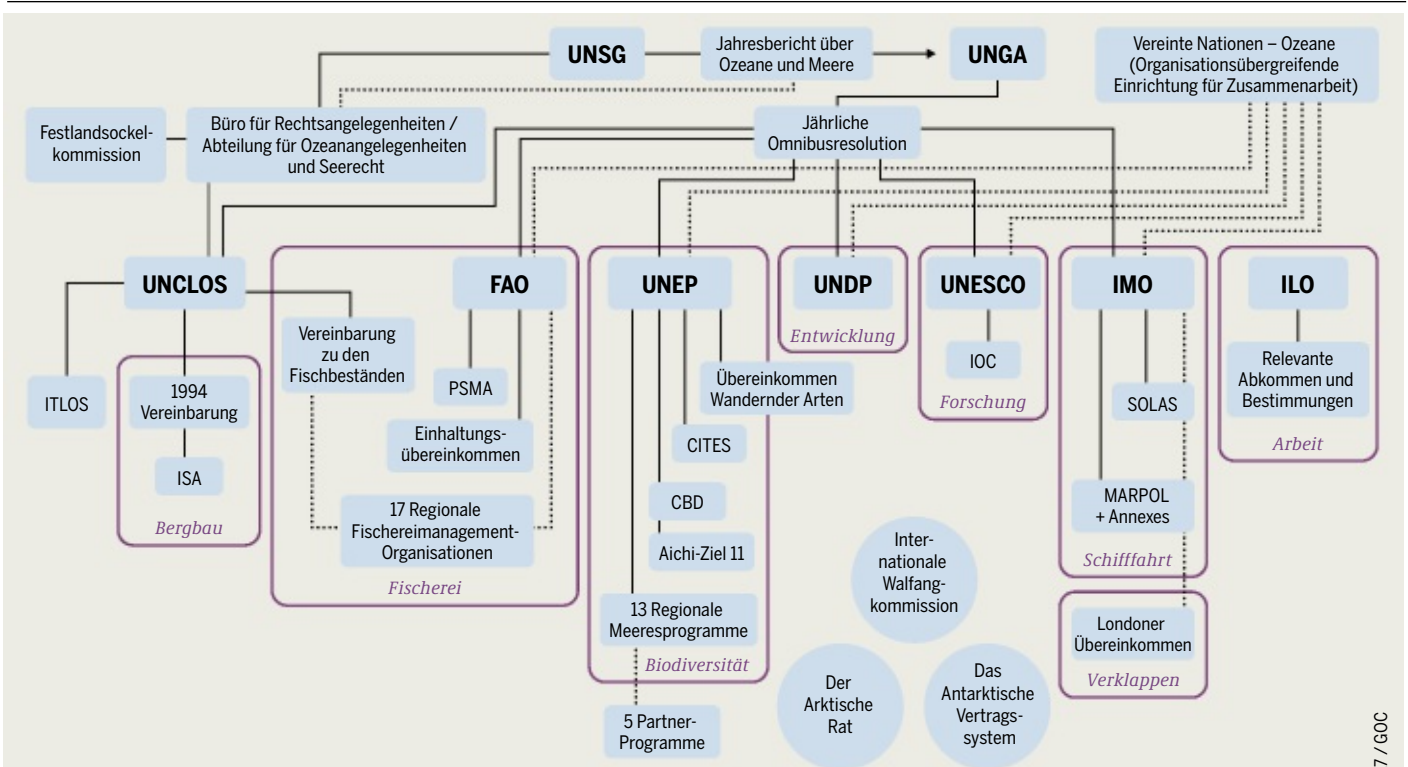 UNSG
Jahresbericht über
Ozeane und Meere
UNGA
Vereinte Nationen – Ozeane
(Organisationsübergreifende
Einrichtung für Zusammenarbeit)
Festlandsockel-
kommission
Büro für Rechtsangelegenheiten /
Abteilung für Ozeanangelegenheiten
und Seerecht
Jährliche
Omnibusresolution
UNCLOS
FAO
UNEP
UNDP
UNESCO
IMO
ILO
ITLOS
1994
Vereinbarung
ISA
Bergbau
Vereinbarung
zu den
Fischbeständen
PSMA
Einhaltungs-
übereinkommen
17 Regionale
Fischereimanagement-
Organisationen
Fischerei
Übereinkommen
Wandernder Arten
CITES
CBD
Aichi-Ziel 11
13 Regionale
Meeresprogramme
Biodiversität
5 Partner-
Programme
Entwicklung
IOC
Forschung
SOLAS
MARPOL
+ Annexes
Schifffahrt
Londoner
Übereinkommen
Verklappen
Relevante
Abkommen und
Bestimmungen
Arbeit
Inter-
nationale
Walfang-
kommission
Der
Arktische
Rat
Das
Antarktische
Vertrags-
system
7 / GOC